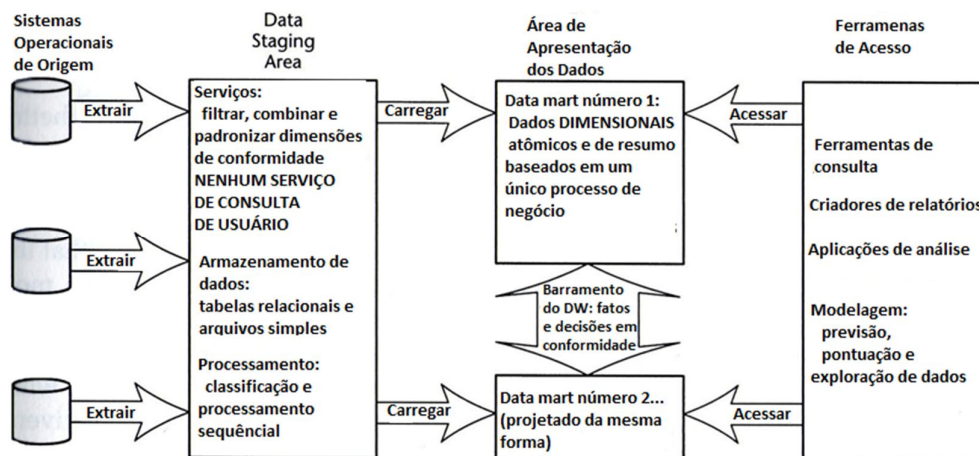 Sistemas
Operacionais
de Origem
Data
Staging
Area
Área de
Apresentação
dos Dados
Ferramenas
de Acesso
Extrair
Extrair
Extrair
Serviços:
filtrar, combinar e
padronizar dimensões
de conformidade
NENHUM SERVIÇO
DE CONSULTA
DE USUÁRIO
Armazenamento de
dados:
tabelas relacionais e
arquivos simples
Processamento:
classificação e
processamento
sequêncial
Carregar
Carregar
Data mart número 1:
Dados DIMENSIONAIS
atômicos e de resumo
baseados em um
único processo de
negócio
Barramento
do DW: fatos
e decisões em
conformidade
Data mart número 2...
(projetado da mesma
forma)
Acessar
Acessar
Ferramentas de
consulta
Criadores de relatórios
Aplicações de análise
Modelagem:
previsão,
pontuação e
exploração de dados